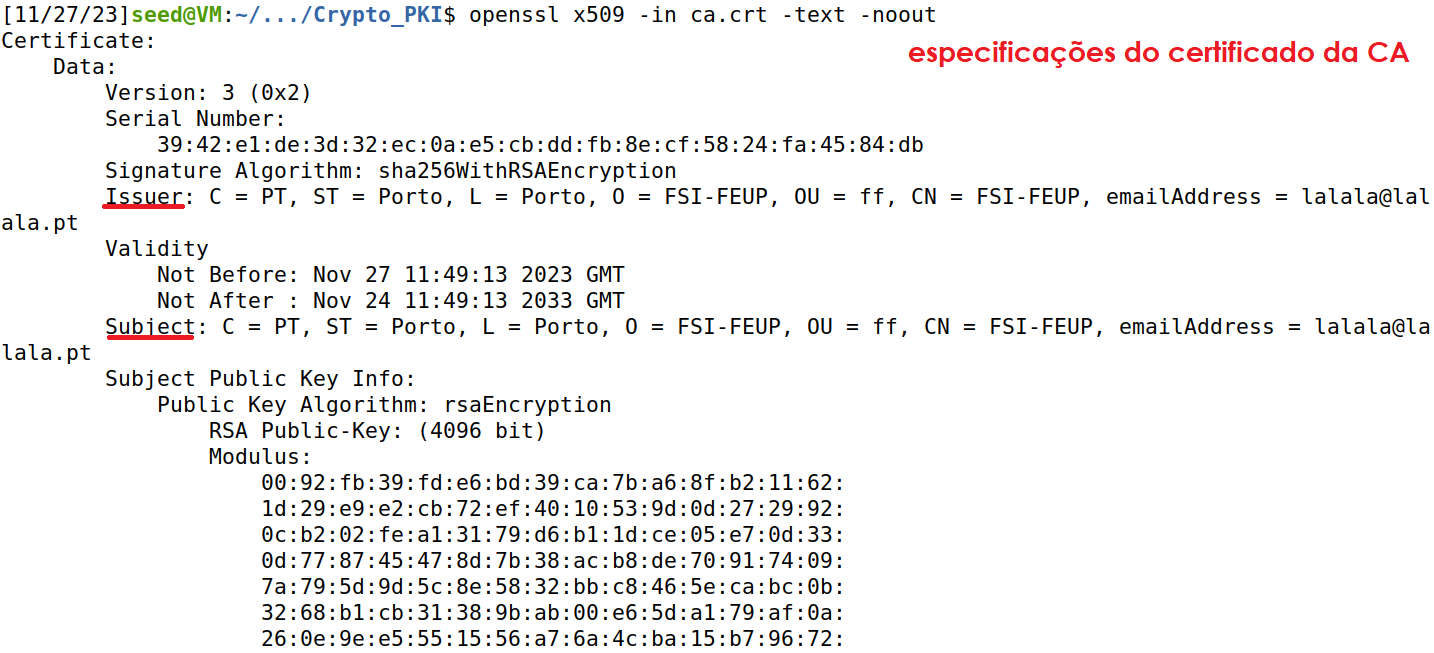 [11/27/23]seed@VM:~/.../Crypto_PKI$ openssl x509 -in ca.crt -text -noout
Certificate:
especificações do certificado da CA
    Data:
        Version: 3 (0x2)
        Serial Number:
            39:42:e1:de:3d:32:ec:0a:e5:cb:dd:fb:8e:cf:58:24:fa:45:84:db
        Signature Algorithm: sha256WithRSAEncryption
        Issuer: C = PT, ST = Porto, L = Porto, O = FSI-FEUP, OU = ff, CN = FSI-FEUP, emailAddress = lalala@lal
ala.pt
        Validity
            Not Before: Nov 27 11:49:13 2023 GMT
            Not After : Nov 24 11:49:13 2033 GMT
        Subject: C = PT, ST = Porto, L = Porto, O = FSI-FEUP, OU = ff, CN = FSI-FEUP, emailAddress = lalala@la
lala.pt
        Subject Public Key Info:
            Public Key Algorithm: rsaEncryption
                RSA Public-Key: (4096 bit)
                Modulus:
                    00:92:fb:39:fd:e6:bd:39:ca:7b:a6:8f:b2:11:62:
                    1d:29:e9:e2:cb:72:ef:40:10:53:9d:0d:27:29:92:
                    0c:b2:02:fe:a1:31:79:d6:b1:1d:ce:05:e7:0d:33:
                    0d:77:87:45:47:8d:7b:38:ac:b8:de:70:91:74:09:
                    7a:79:5d:9d:5c:8e:58:32:bb:c8:46:5e:ca:bc:0b:
                    32:68:b1:cb:31:38:9b:ab:00:e6:5d:a1:79:af:0a:
                    26:0e:9e:e5:55:15:56:a7:6a:4c:ba:15:b7:96:72: